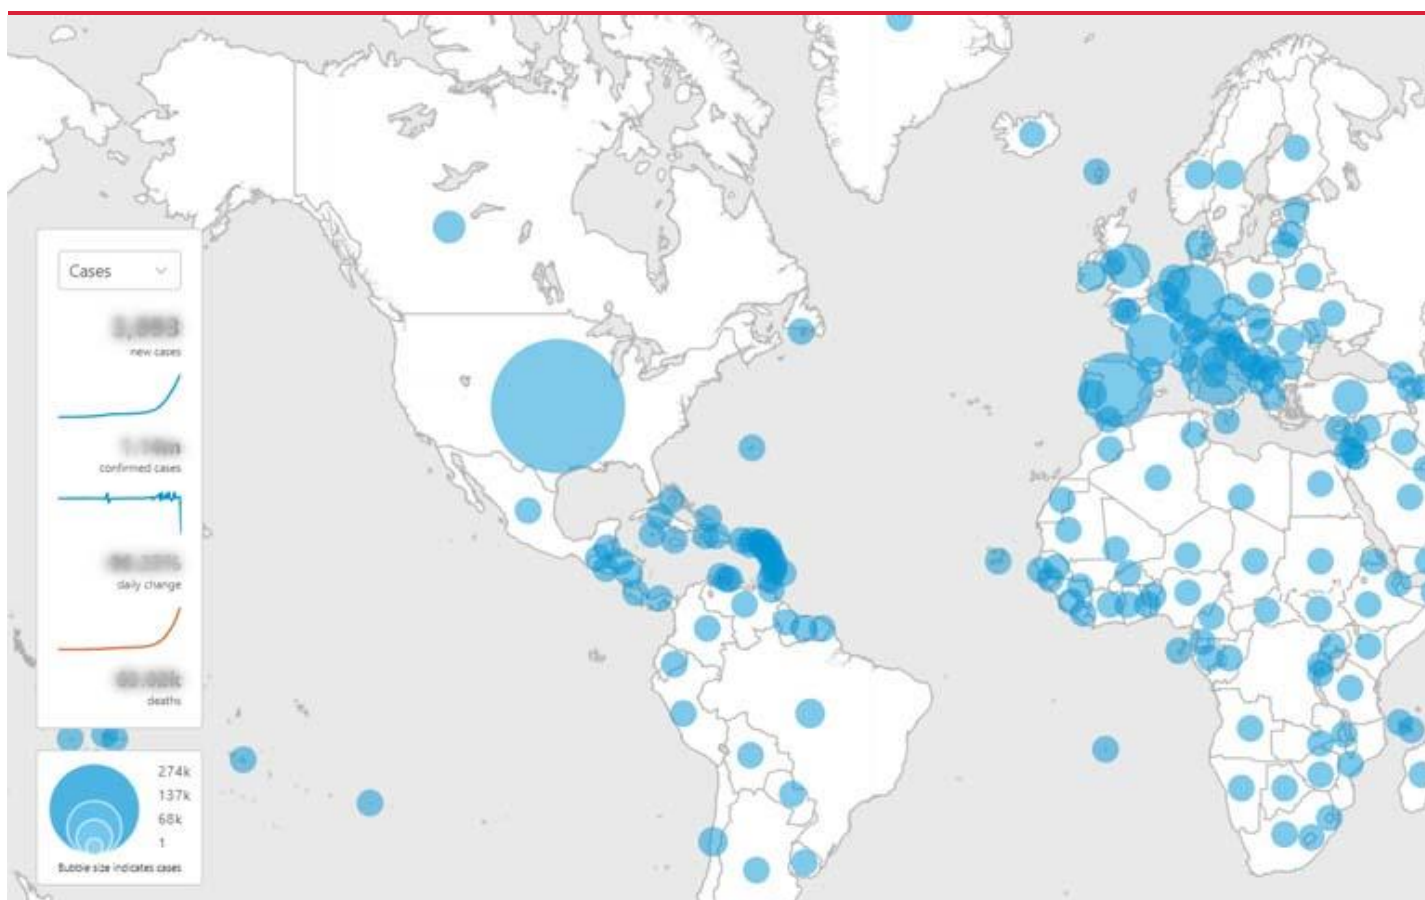 Cases
new cases
confirmed cases
daily change
deaths
274k
137k
68k
1
Bubble size indicates cases